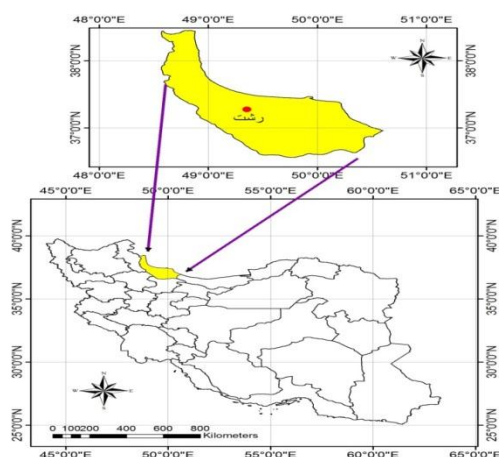 48°0'0"E 49°0'0"E 50°0'0"E 51°0'0"E
38°0'0"N 38°0'0"N
N
W E
S
رشت
37°0'0"N 37°0'0"N
48°0'0"E 49°0'0"E 50°0'0"E 51°0'0"E
45°0'0"E 50°0'0"E 55°0'0"E 60°0'0"E 65°0'0"E
40°0'0"N 40°0'0"N
35°0'0"N 35°0'0"N
30°0'0"N 30°0'0"N
N
W E
S
25°0'0"N 25°0'0"N
0 100 200 400 600 800
Kilometers
45°0'0"E 50°0'0"E 55°0'0"E 60°0'0"E 65°0'0"E